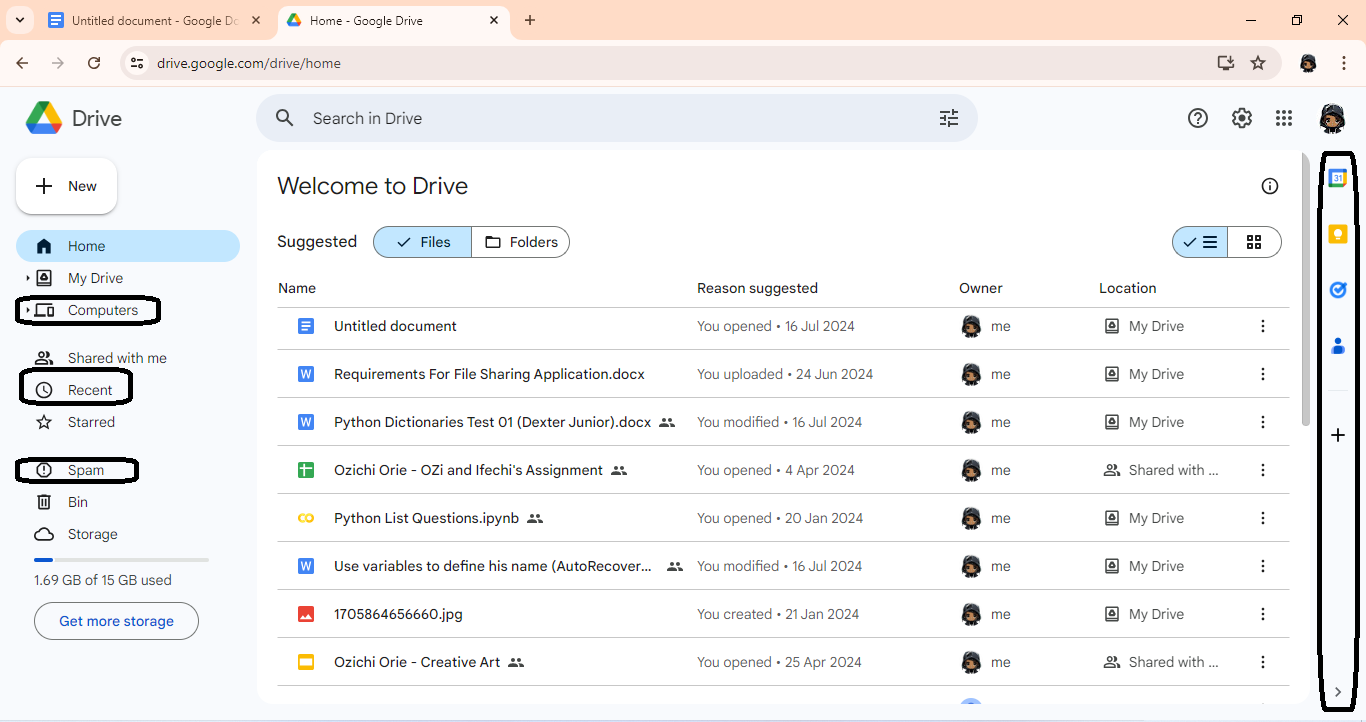 Untitled document - Google Do
Home - Google Drive
drive.google.com/drive/home
Drive
Search in Drive
New
Welcome to Drive
Home
Suggested
Files
Folders
My Drive
Computers
Shared with me
Recent
Starred
Spam
Bin
Storage
1.69 GB of 15 GB used
Get more storage
Name Reason suggested Owner Location
Untitled document You opened • 16 Jul 2024 me My Drive
Requirements For File Sharing Application.docx You uploaded • 24 Jun 2024 me My Drive
Python Dictionaries Test 01 (Dexter Junior).docx You modified • 16 Jul 2024 me My Drive
Ozichi Orie - OZi and Ifechi's Assignment You opened • 4 Apr 2024 me Shared with ...
Python List Questions.ipynb You opened • 20 Jan 2024 me My Drive
Use variables to define his name (AutoRecover... You modified • 16 Jul 2024 me My Drive
1705864656660.jpg You created • 21 Jan 2024 me My Drive
Ozichi Orie - Creative Art You opened • 25 Apr 2024 me Shared with ...
31